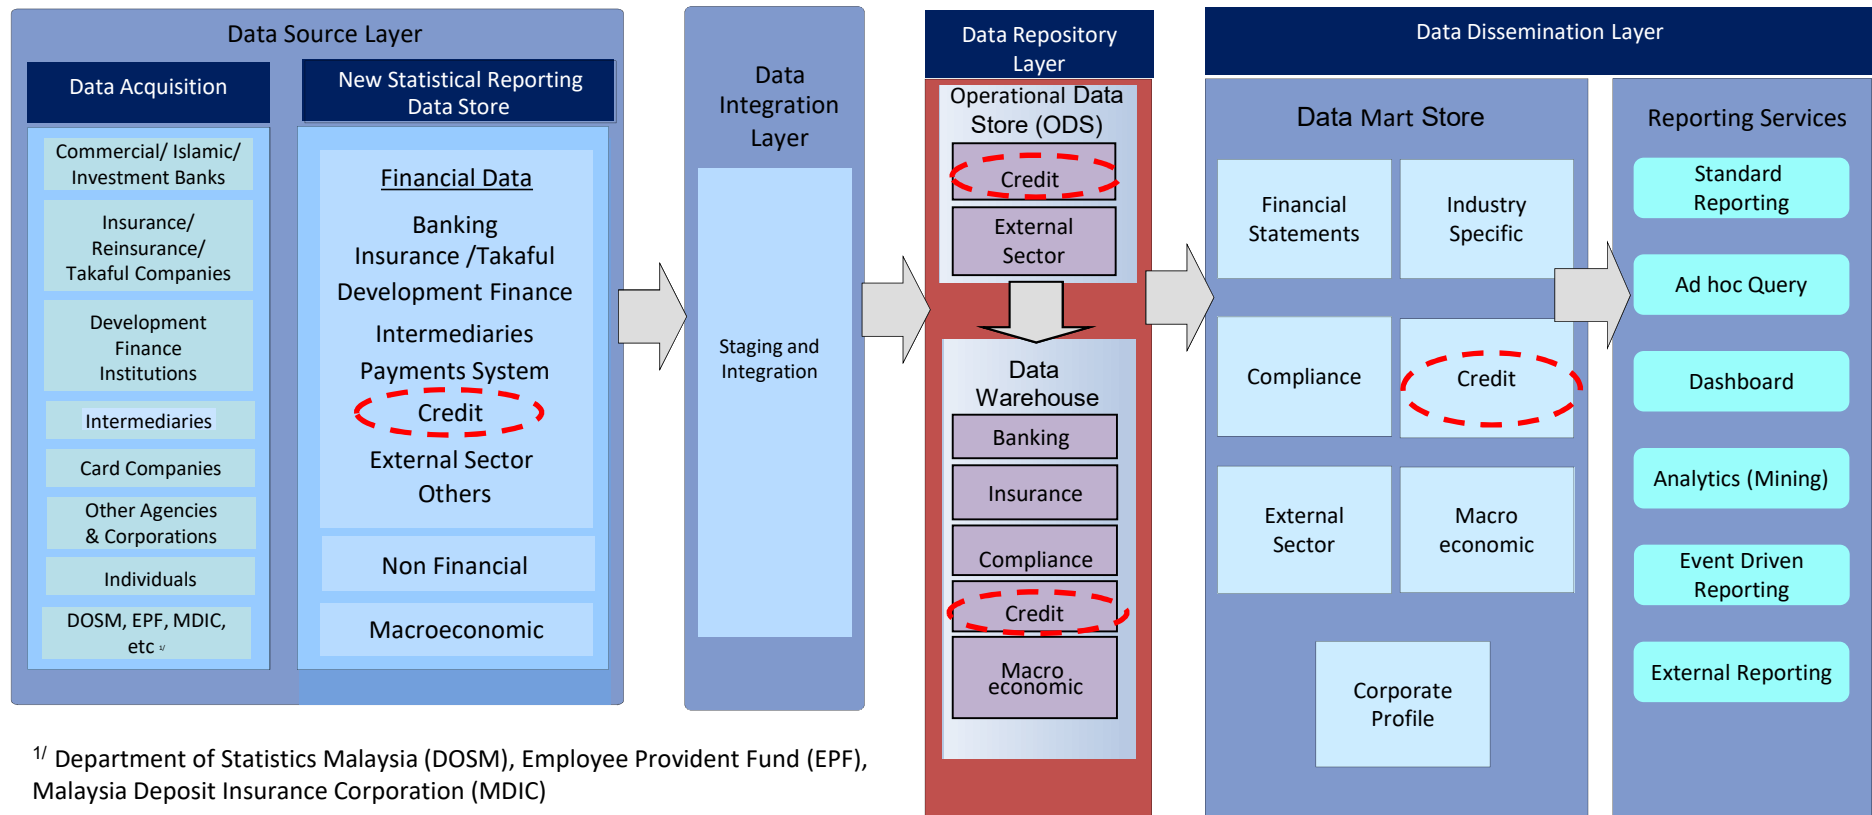 Data Source Layer
Data Acquisition
Commercial/ Islamic/
Investment Banks
Insurance/
Reinsurance/
Takaful Companies
Development
Finance
Institutions
Intermediaries
Card Companies
Other Agencies
& Corporations
Individuals
DOSM, EPF, MDIC,
etc 1/
New Statistical Reporting
Data Store
Financial Data
Banking
Insurance /Takaful
Development Finance
Intermediaries
Payments System
Credit
External Sector
Others
Non Financial
Macroeconomic
Data
Integration
Layer
Staging and
Integration
Data Repository
Layer
Operational Data
Store (ODS)
Credit
External
Sector
Data
Warehouse
Banking
Insurance
Compliance
Credit
Macro
economic
Data Dissemination Layer
Data Mart Store
Financial
Statements
Industry
Specific
Compliance
Credit
External
Sector
Macro
economic
Corporate
Profile
Reporting Services
Standard
Reporting
Ad hoc Query
Dashboard
Analytics (Mining)
Event Driven
Reporting
External Reporting
1/ Department of Statistics Malaysia (DOSM), Employee Provident Fund (EPF),
Malaysia Deposit Insurance Corporation (MDIC)